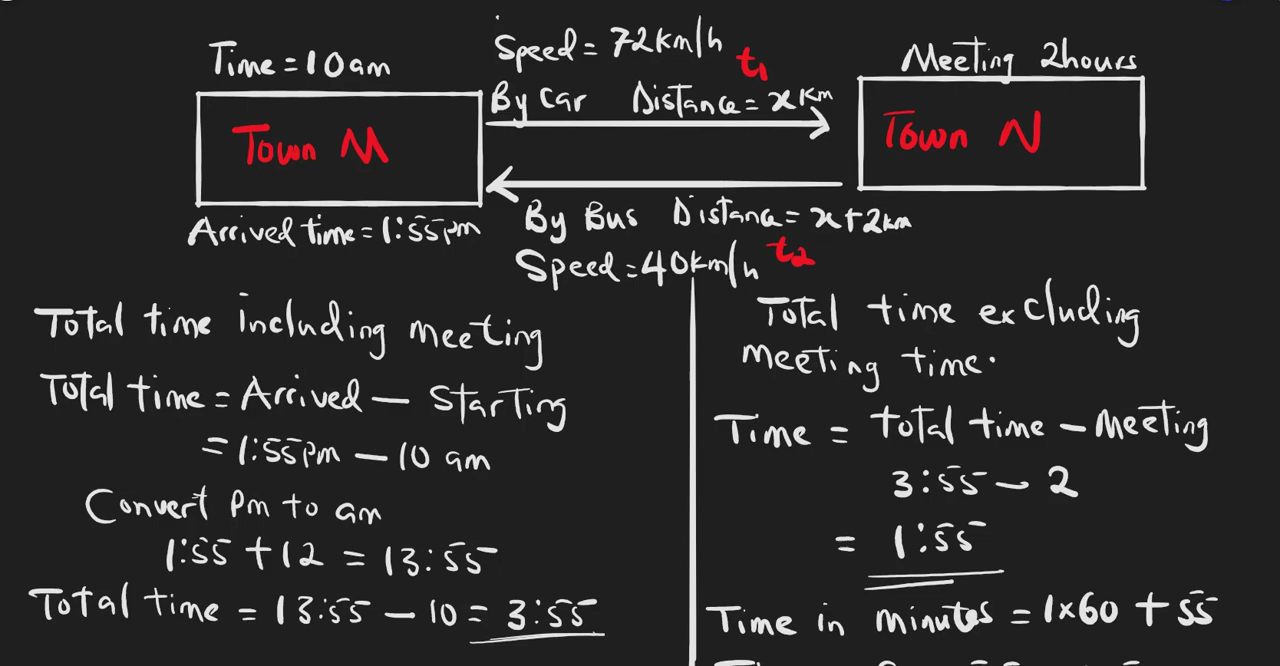 Time = 10 am
Speed = 72 km/h
t1
By Car Distance = x km
Meeting 2 hours
Town M
Town N
Arrived time = 1:55 pm
By Bus Distance = x + 2 km
Speed = 40 km/h
t2
Total time including meeting
Total time = Arrived — Starting
= 1:55 pm — 10 am
Convert Pm to am
1:55 + 12 = 13:55
Total time = 13:55 — 10 = 3:55
Total time excluding
meeting time.
Time = total time — Meeting
3:55 — 2
= 1:55
Time in minutes = 1 x 60 + 55